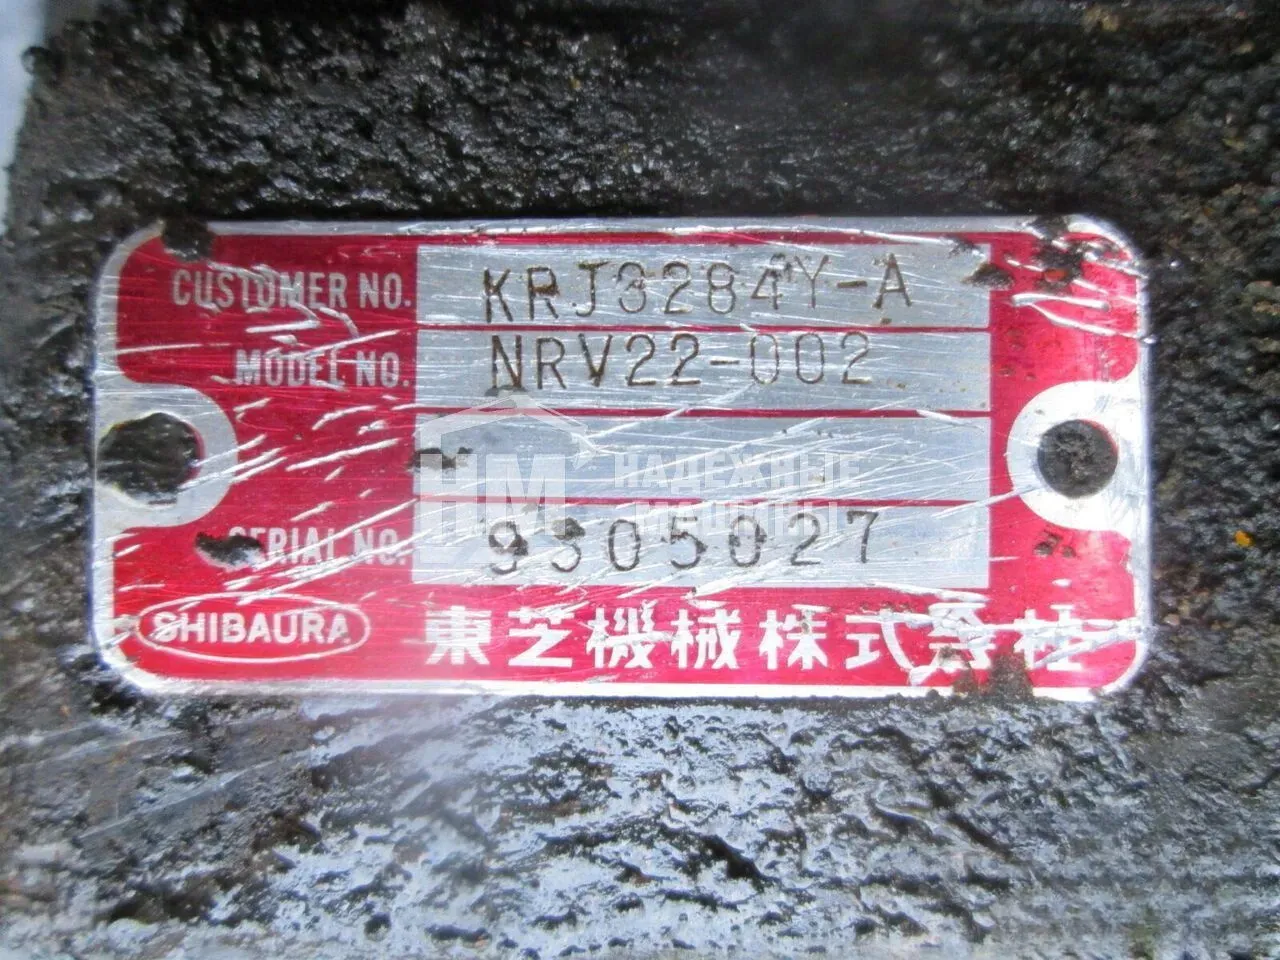 CUSTOMER NO. KRJ3284Y-A
MODEL NO. NRV22-002
НМ НАДЕЖНЫЕ
МАШИНЫ
SERIAL NO. 9305027
SHIBAURA 東芝機械株式会社